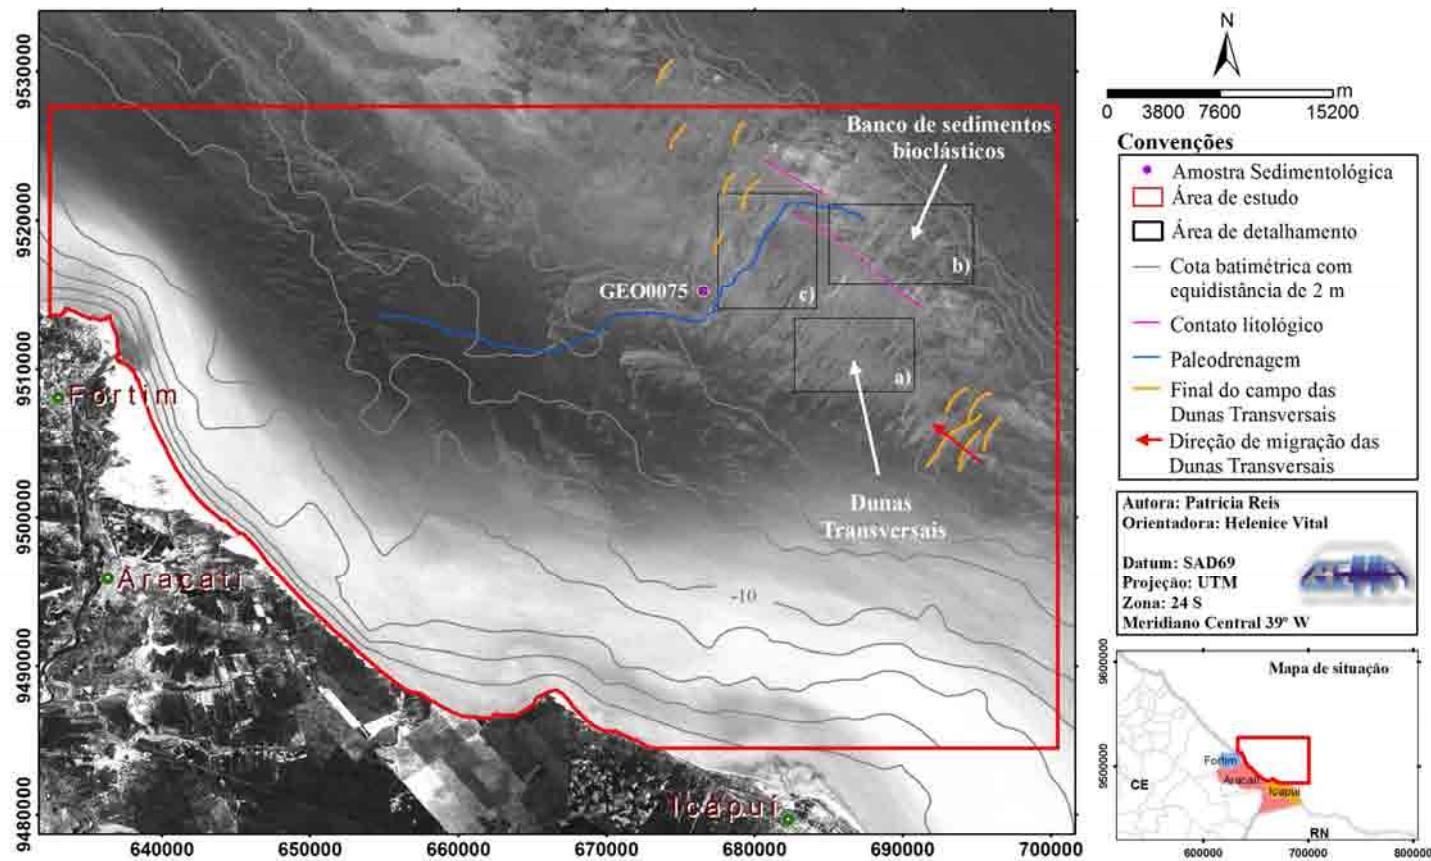 9530000
9520000
9510000
9500000
9490000
9480000
640000
650000
660000
670000
680000
690000
700000
Banco de sedimentos
bioclásticos
b)
GEO0075
c)
a)
Fortim
Dunas
Transversais
Aracati
-10
Icapuí
N
m
0 3800 7600 15200
Convenções
Amostra Sedimentológica
Área de estudo
Área de detalhamento
Cota batimétrica com
equidistância de 2 m
Contato litológico
Paleodrenagem
Final do campo das
Dunas Transversais
Direção de migração das
Dunas Transversais
Autora: Patrícia Reis
Orientadora: Helenice Vital
Datum: SAD69
Projeção: UTM
Zona: 24 S
Meridiano Central 39º W
Mapa de situação
9600000
9500000
Fortim
Aracati
Icapuí
CE
RN
600000
700000
800000